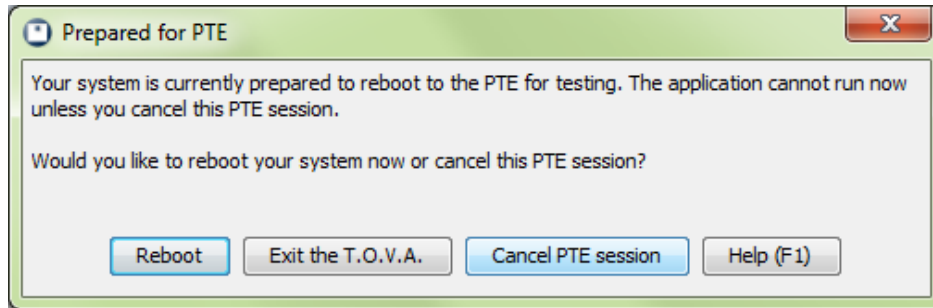 Prepared for PTE
Your system is currently prepared to reboot to the PTE for testing. The application cannot run now
unless you cancel this PTE session.
Would you like to reboot your system now or cancel this PTE session?
Reboot Exit the T.O.V.A. Cancel PTE session Help (F1)